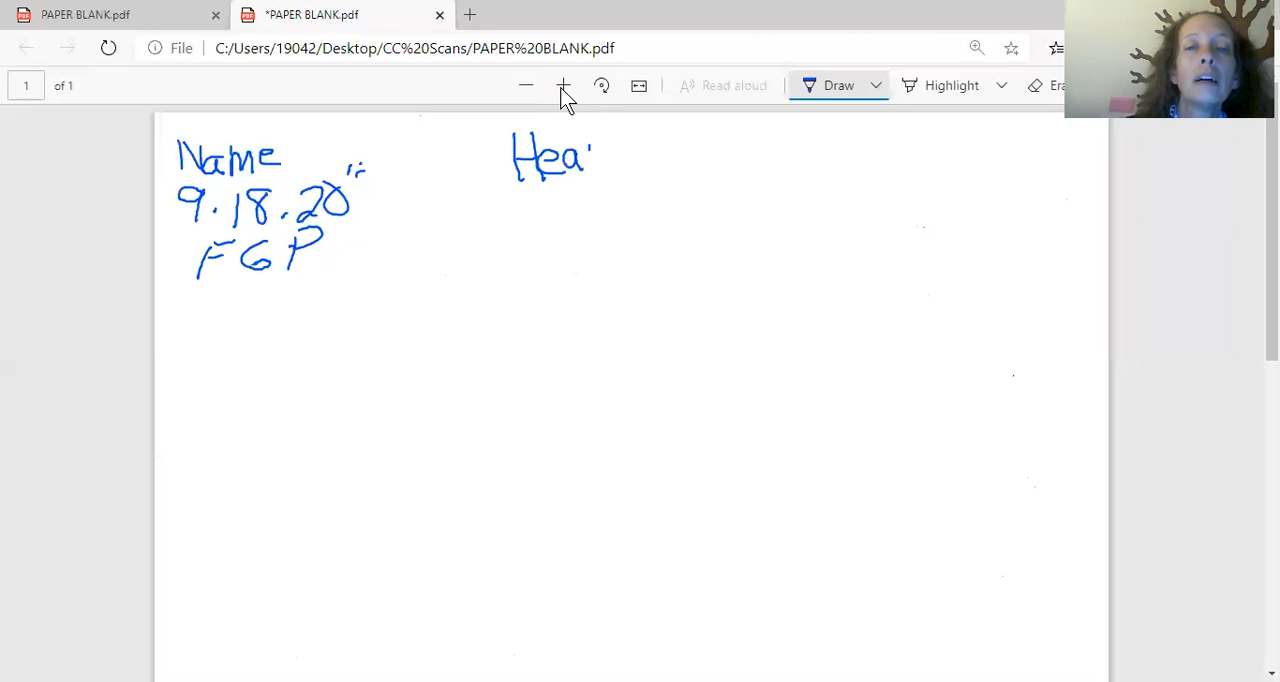 PAPER BLANK.pdf
*PAPER BLANK.pdf
File
C:/Users/19042/Desktop/CC%20Scans/PAPER%20BLANK.pdf
1 of 1 Read aloud Draw Highlight Era
Name Hea
9.18.20
FGP